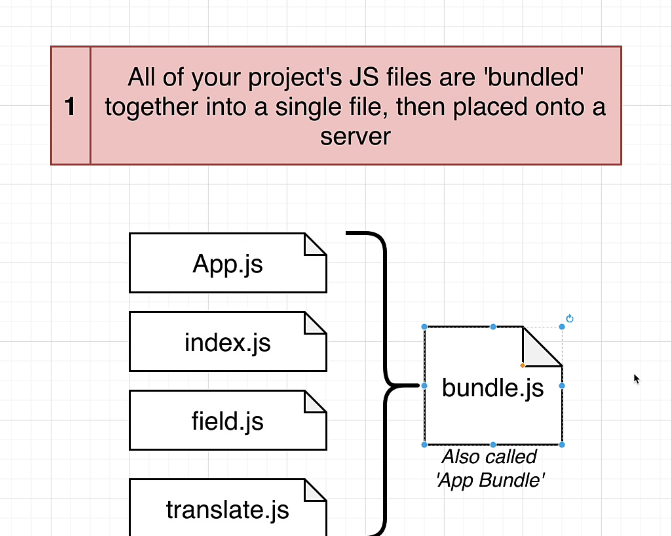 1
All of your project's JS files are 'bundled'
together into a single file, then placed onto a
server
App.js
index.js
field.js
translate.js
bundle.js
Also called
'App Bundle'